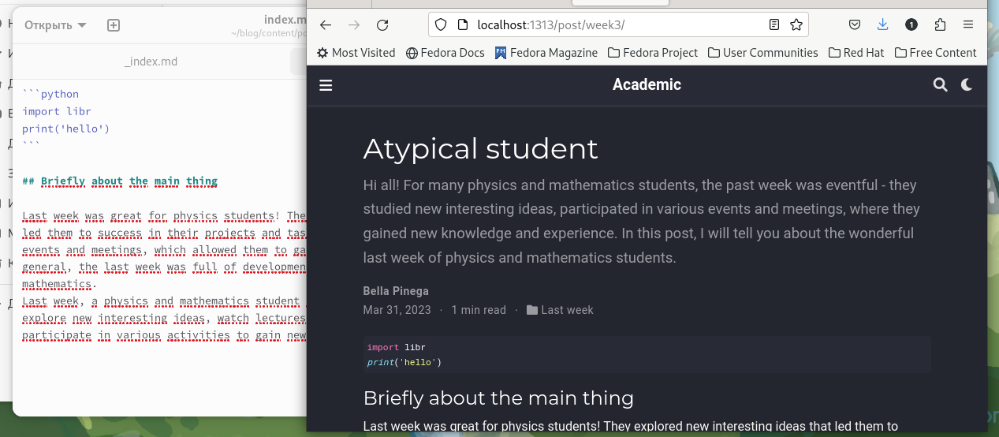 Открыть
index.m
~/blog/content/po
_index.md
```python
import libr
print('hello')
```
## Briefly about the main thing
Last week was great for physics students! The
led them to success in their projects and tas
events and meetings, which allowed them to ga
general, the last week was full of developmen
mathematics.
Last week, a physics and mathematics student
explore new interesting ideas, watch lectures
participate in various activities to gain new
localhost:1313/post/week3/
1
Most Visited Fedora Docs FM Fedora Magazine Fedora Project User Communities Red Hat Free Content
Academic
Atypical student
Hi all! For many physics and mathematics students, the past week was eventful - they
studied new interesting ideas, participated in various events and meetings, where they
gained new knowledge and experience. In this post, I will tell you about the wonderful
last week of physics and mathematics students.
Bella Pinega
Mar 31, 2023 · 1 min read · Last week
import libr
print('hello')
Briefly about the main thing
Last week was great for physics students! They explored new interesting ideas that led them to